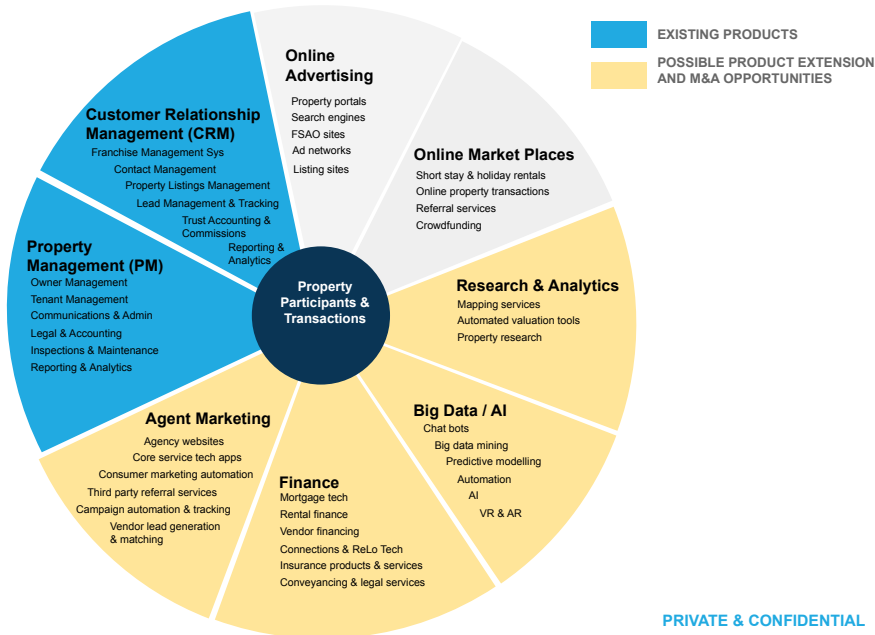 EXISTING PRODUCTS
POSSIBLE PRODUCT EXTENSION
AND M&A OPPORTUNITIES
Online
Advertising
Property portals
Search engines
FSAO sites
Ad networks
Listing sites
Online Market Places
Short stay & holiday rentals
Online property transactions
Referral services
Crowdfunding
Research & Analytics
Mapping services
Automated valuation tools
Property research
Big Data / AI
Chat bots
Big data mining
Predictive modelling
Automation
AI
VR & AR
Finance
Mortgage tech
Rental finance
Vendor financing
Connections & ReLo Tech
Insurance products & services
Conveyancing & legal services
Agent Marketing
Agency websites
Core service tech apps
Consumer marketing automation
Third party referral services
Campaign automation & tracking
Vendor lead generation
& matching
Property
Management (PM)
Owner Management
Tenant Management
Communications & Admin
Legal & Accounting
Inspections & Maintenance
Reporting & Analytics
Customer Relationship
Management (CRM)
Franchise Management Sys
Contact Management
Property Listings Management
Lead Management & Tracking
Trust Accounting &
Commissions
Reporting &
Analytics
Property
Participants &
Transactions
PRIVATE & CONFIDENTIAL